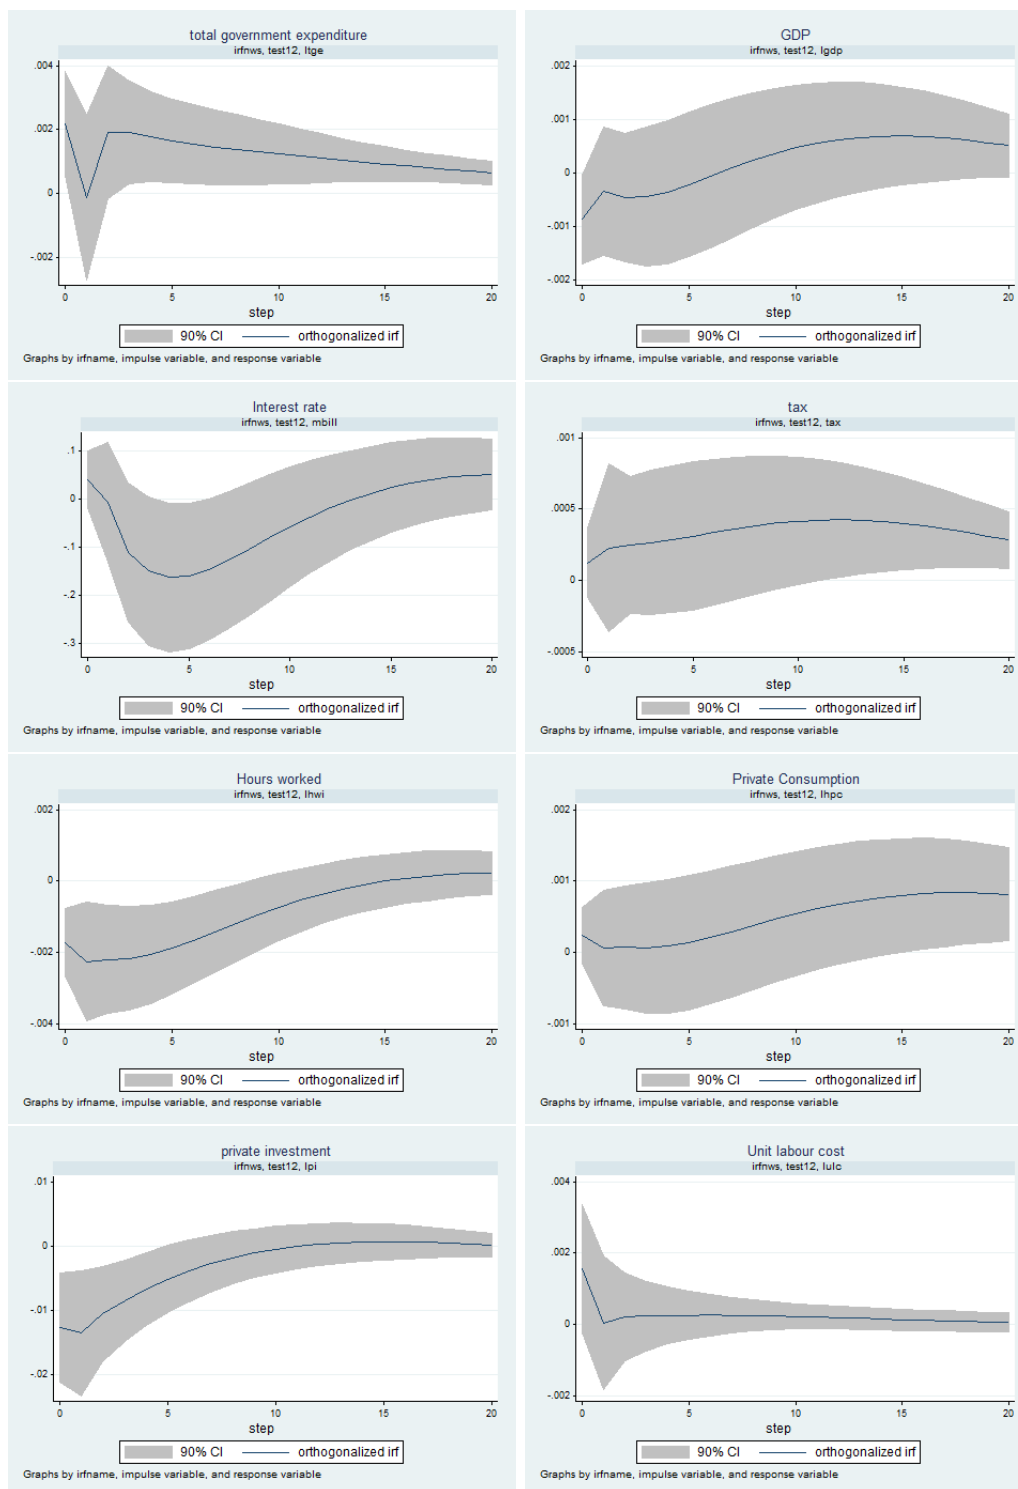 total government expenditure
irfnws, test12, ltge
.004
.002
0
-.002
0 5 10 15 20
step
90% CI orthogonalized irf
Graphs by irfname, impulse variable, and response variable
GDP
irfnws, test12, lgdp
.002
.001
0
-.001
-.002
0 5 10 15 20
step
90% CI orthogonalized irf
Graphs by irfname, impulse variable, and response variable
Interest rate
irfnws, test12, mbill
.1
0
-.1
-.2
-.3
0 5 10 15 20
step
90% CI orthogonalized irf
Graphs by irfname, impulse variable, and response variable
tax
irfnws, test12, tax
.001
.0005
0
-.0005
0 5 10 15 20
step
90% CI orthogonalized irf
Graphs by irfname, impulse variable, and response variable
Hours worked
irfnws, test12, lhwi
.002
0
-.002
-.004
0 5 10 15 20
step
90% CI orthogonalized irf
Graphs by irfname, impulse variable, and response variable
Private Consumption
irfnws, test12, lhpc
.002
.001
0
-.001
0 5 10 15 20
step
90% CI orthogonalized irf
Graphs by irfname, impulse variable, and response variable
private investment
irfnws, test12, lpi
.01
0
-.01
-.02
0 5 10 15 20
step
90% CI orthogonalized irf
Graphs by irfname, impulse variable, and response variable
Unit labour cost
irfnws, test12, lulc
.004
.002
0
-.002
0 5 10 15 20
step
90% CI orthogonalized irf
Graphs by irfname, impulse variable, and response variable